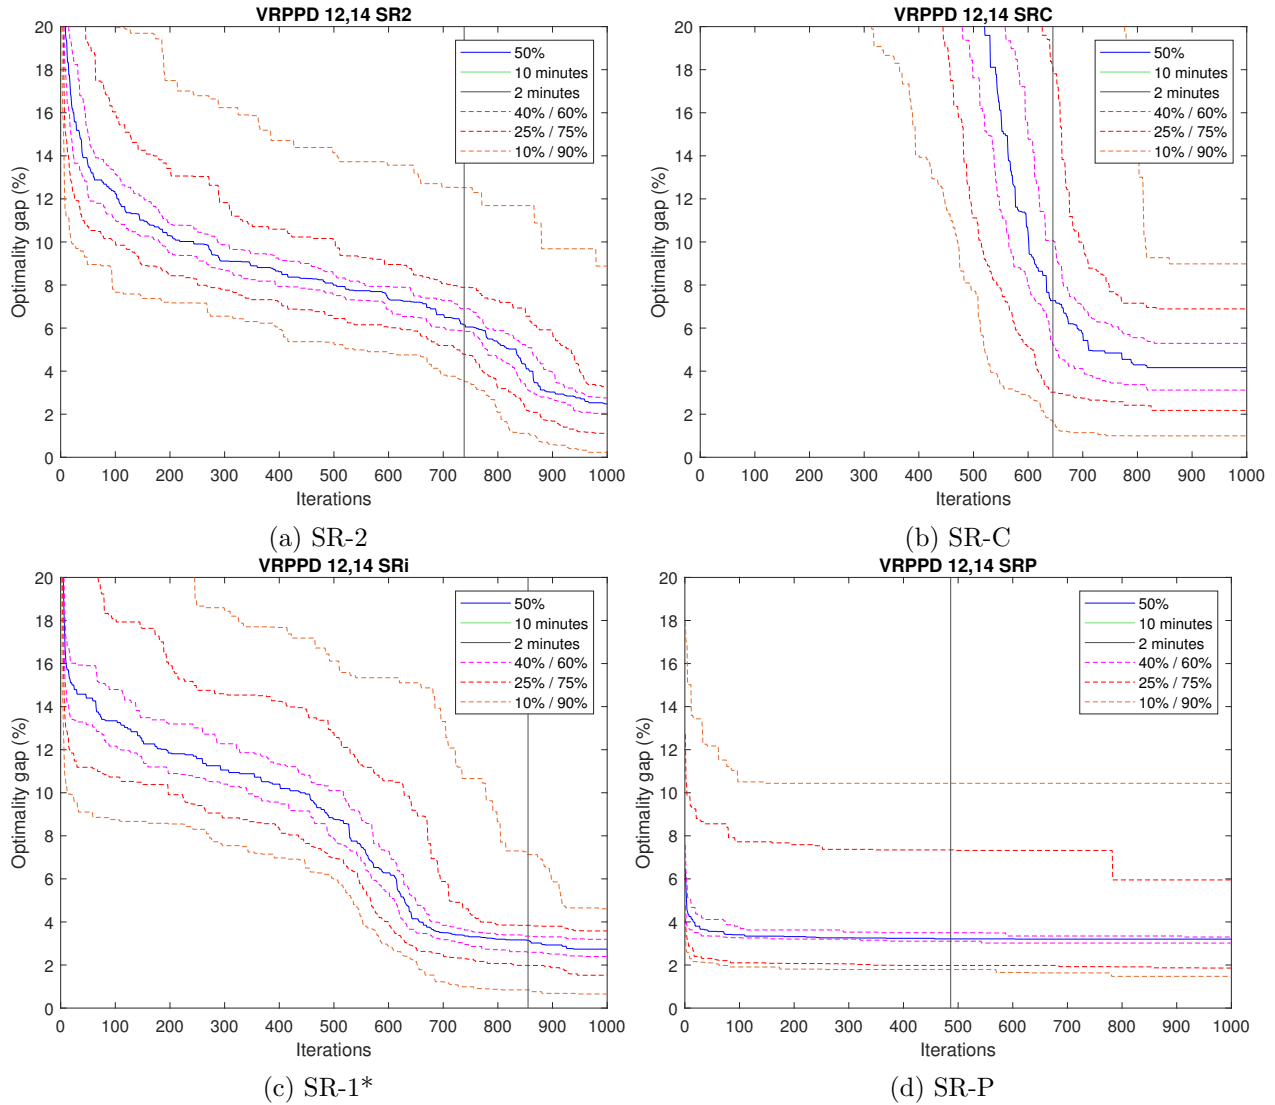 VRPPD 12,14 SR2
20
18
16
14
12
10
8
6
4
2
0
Optimality gap (%)
50%
10 minutes
2 minutes
40% / 60%
25% / 75%
10% / 90%
0 100 200 300 400 500 600 700 800 900 1000
Iterations
(a) SR-2
VRPPD 12,14 SRC
20
18
16
14
12
10
8
6
4
2
0
Optimality gap (%)
50%
10 minutes
2 minutes
40% / 60%
25% / 75%
10% / 90%
0 100 200 300 400 500 600 700 800 900 1000
Iterations
(b) SR-C
VRPPD 12,14 SRi
20
18
16
14
12
10
8
6
4
2
0
Optimality gap (%)
50%
10 minutes
2 minutes
40% / 60%
25% / 75%
10% / 90%
0 100 200 300 400 500 600 700 800 900 1000
Iterations
(c) SR-1*
VRPPD 12,14 SRP
20
18
16
14
12
10
8
6
4
2
0
Optimality gap (%)
50%
10 minutes
2 minutes
40% / 60%
25% / 75%
10% / 90%
0 100 200 300 400 500 600 700 800 900 1000
Iterations
(d) SR-P